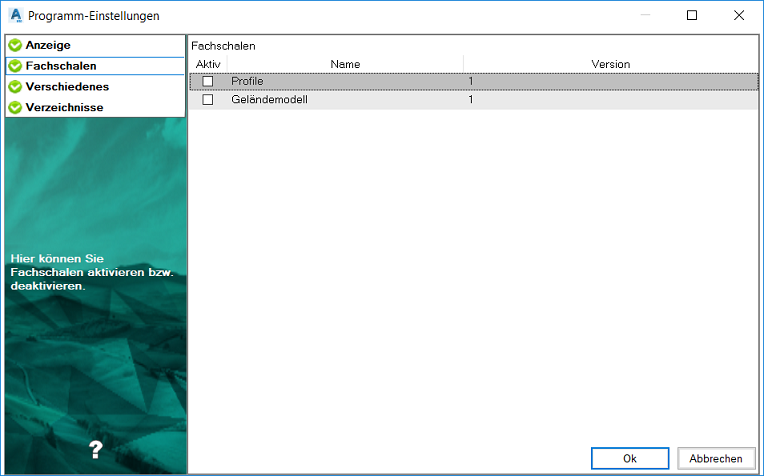 Programm-Einstellungen
Anzeige
Fachschalen
Verschiedenes
Verzeichnisse
Hier können Sie
Fachschalen aktivieren bzw.
deaktivieren.
?
Fachschalen
Aktiv Name Version
Profile 1
Geländemodell 1
Ok Abbrechen